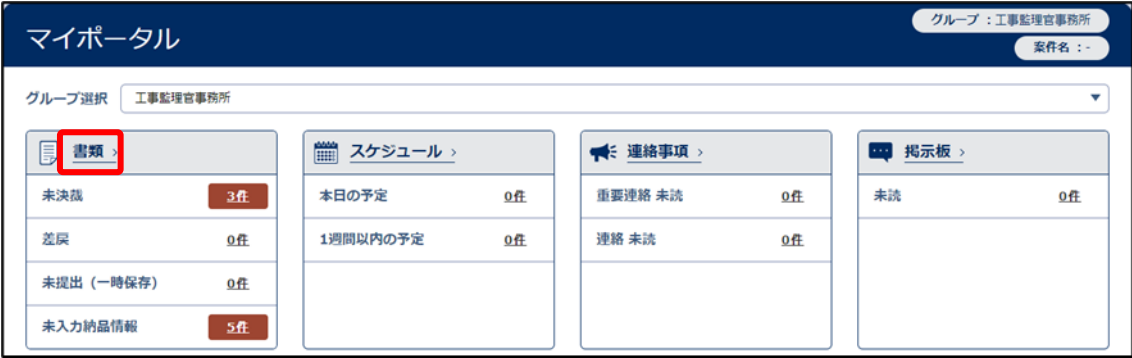 マイポータル
グループ ：工事監理官事務所
案件名 ：-
グループ選択 工事監理官事務所
書類 >
未決裁 3件
差戻 0件
未提出（一時保存） 0件
未入力納品情報 5件
スケジュール >
本日の予定 0件
1週間以内の予定 0件
連絡事項 >
重要連絡 未読 0件
連絡 未読 0件
掲示板 >
未読 0件